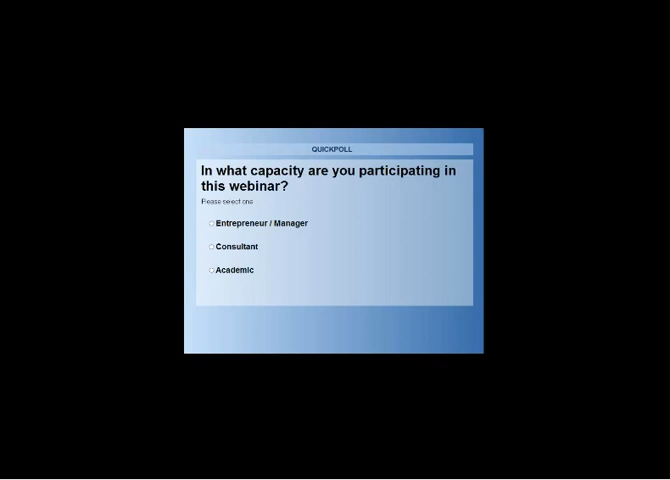 QUICKPOLL
In what capacity are you participating in
this webinar?
Please select one
Entrepreneur / Manager
Consultant
Academic